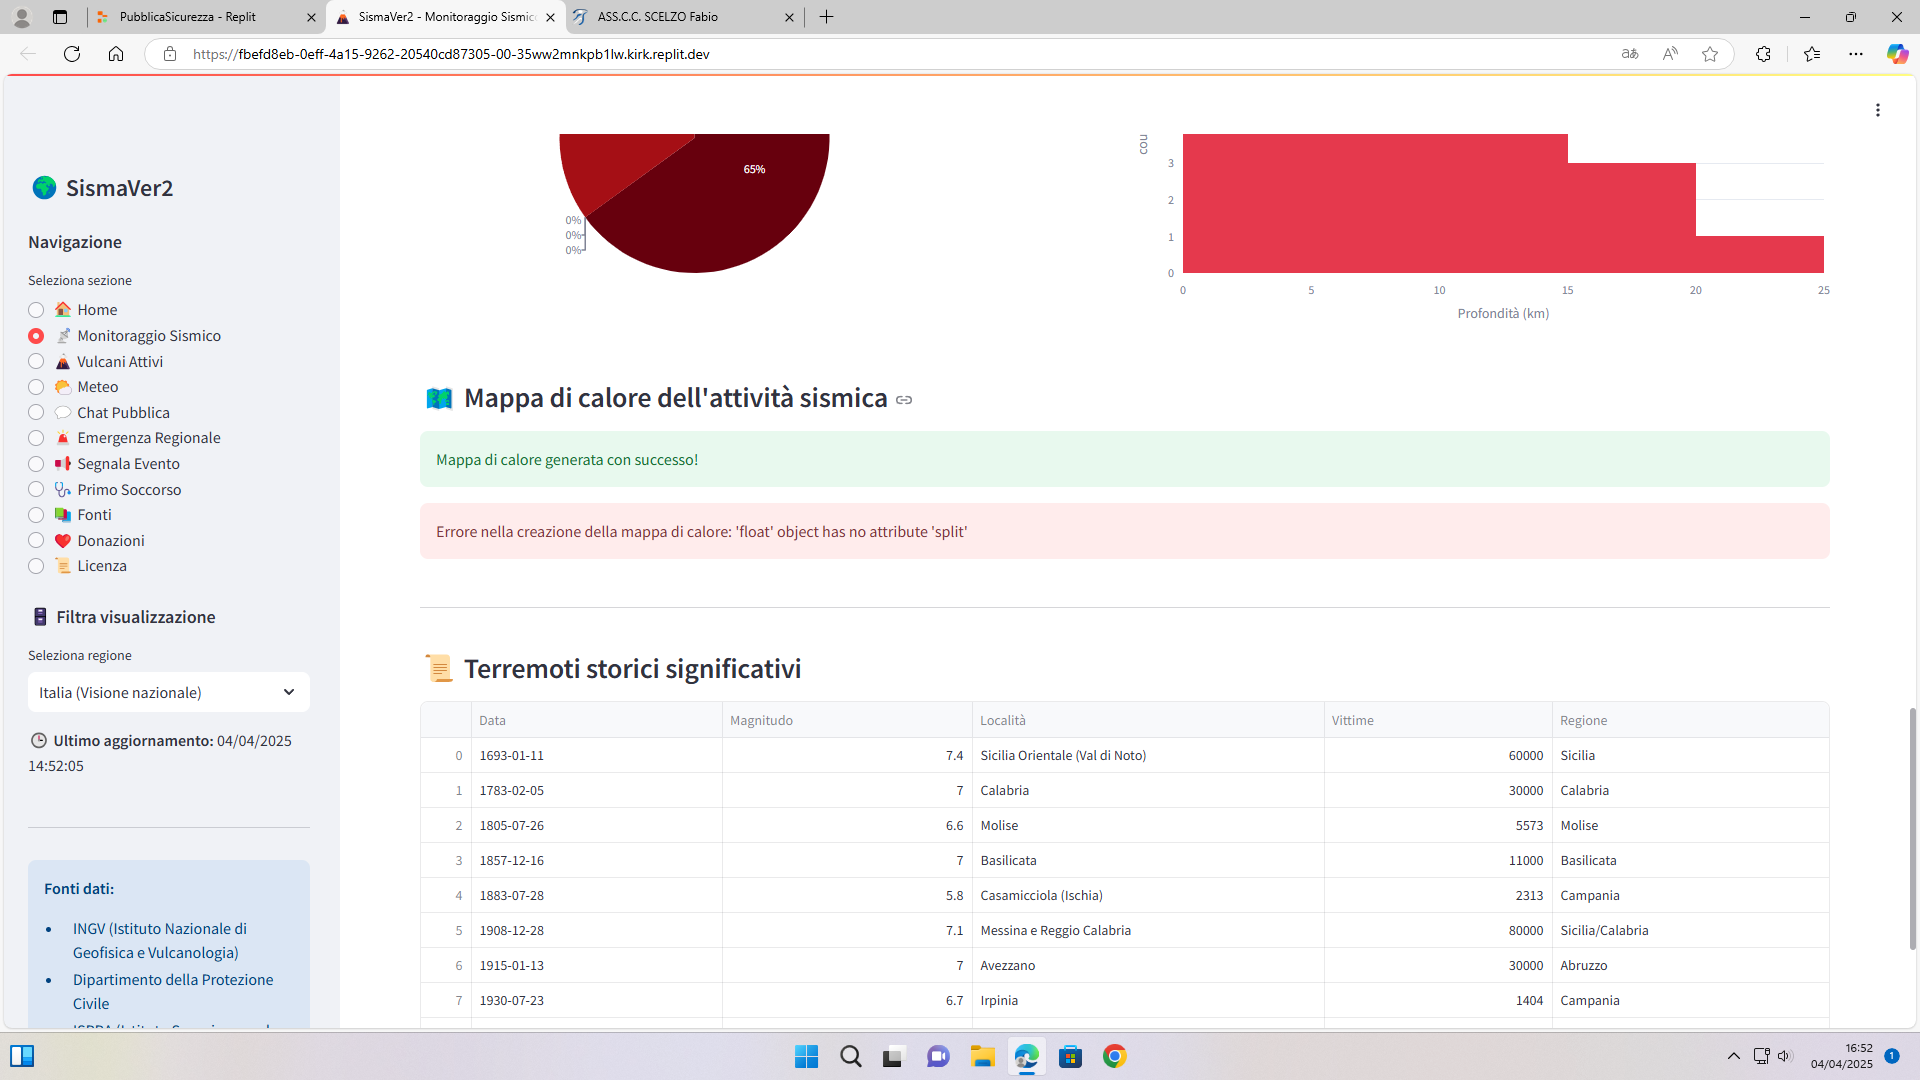 PubblicaSicurezza - Replit
SismaVer2 - Monitoraggio Sismic
ASS.C.C. SCELZO Fabio
https://fbefd8eb-0eff-4a15-9262-20540cd87305-00-35ww2mnkpb1lw.kirk.replit.dev
SismaVer2
Navigazione
Seleziona sezione
Home
Monitoraggio Sismico
Vulcani Attivi
Meteo
Chat Pubblica
Emergenza Regionale
Segnala Evento
Primo Soccorso
Fonti
Donazioni
Licenza
Filtra visualizzazione
Seleziona regione
Italia (Visione nazionale)
Ultimo aggiornamento: 04/04/2025
14:52:05
Fonti dati:
INGV (Istituto Nazionale di
Geofisica e Vulcanologia)
Dipartimento della Protezione
Civile
65%
0%
0%
0%
cou
3
2
1
0
0 5 10 15 20 25
Profondità (km)
Mappa di calore dell'attività sismica
Mappa di calore generata con successo!
Errore nella creazione della mappa di calore: 'float' object has no attribute 'split'
Terremoti storici significativi
Data Magnitudo Località Vittime Regione
0 1693-01-11 7.4 Sicilia Orientale (Val di Noto) 60000 Sicilia
1 1783-02-05 7 Calabria 30000 Calabria
2 1805-07-26 6.6 Molise 5573 Molise
3 1857-12-16 7 Basilicata 11000 Basilicata
4 1883-07-28 5.8 Casamicciola (Ischia) 2313 Campania
5 1908-12-28 7.1 Messina e Reggio Calabria 80000 Sicilia/Calabria
6 1915-01-13 7 Avezzano 30000 Abruzzo
7 1930-07-23 6.7 Irpinia 1404 Campania
16:52
04/04/2025
1